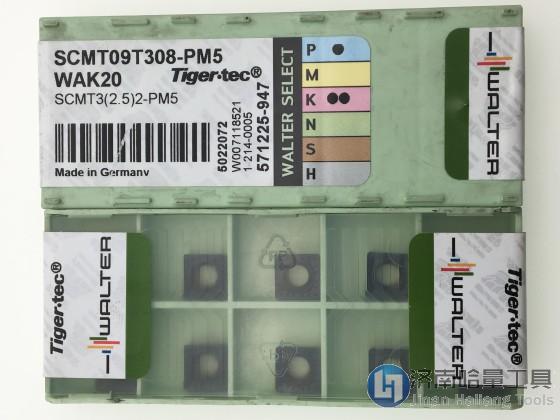 SCMT09T308-PM5
WAK20 Tiger·tec®
SCMT3(2.5)2-PM5
Made in Germany
5022072
W007118521
1-214-0005
571225-947
WALTER SELECT
P
M
K
N
S
H
WALTER
Tiger·tec®
WALTER
PP
WALTER
Tiger·tec®
济南哈量工具
Jinan Haliang Tools